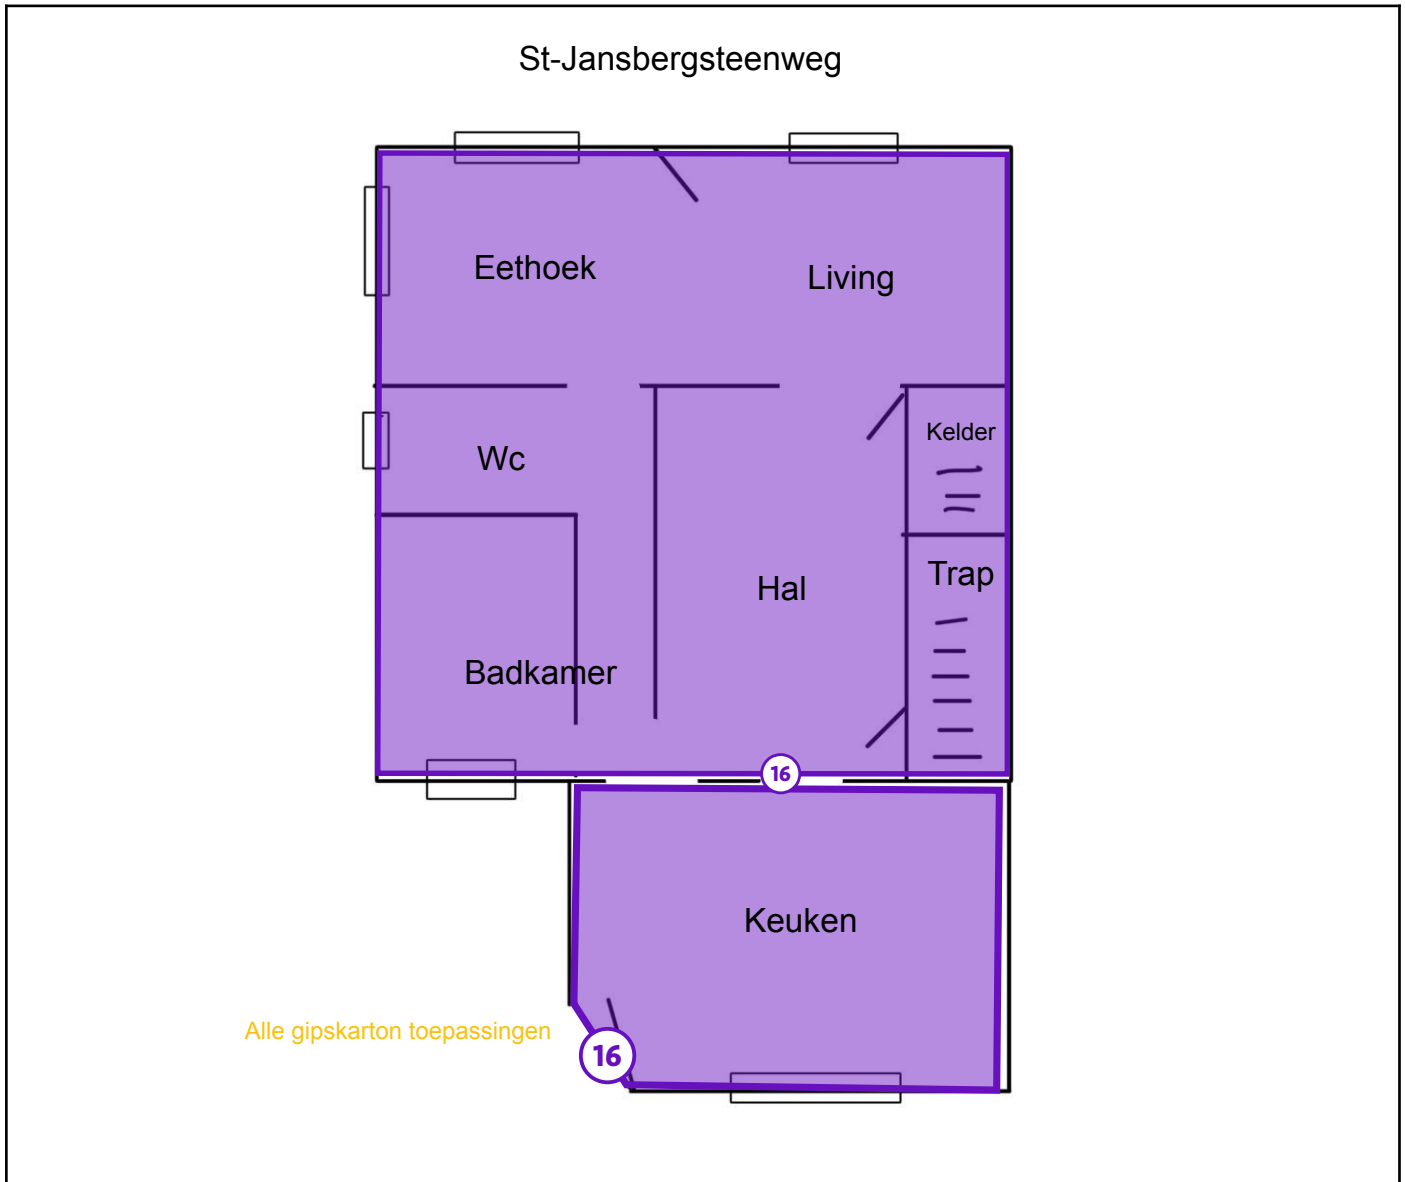 St-Jansbergsteenweg
Eethoek
Living
Kelder
Wc
Trap
Hal
Badkamer
16
Keuken
Alle gipskarton toepassingen
16